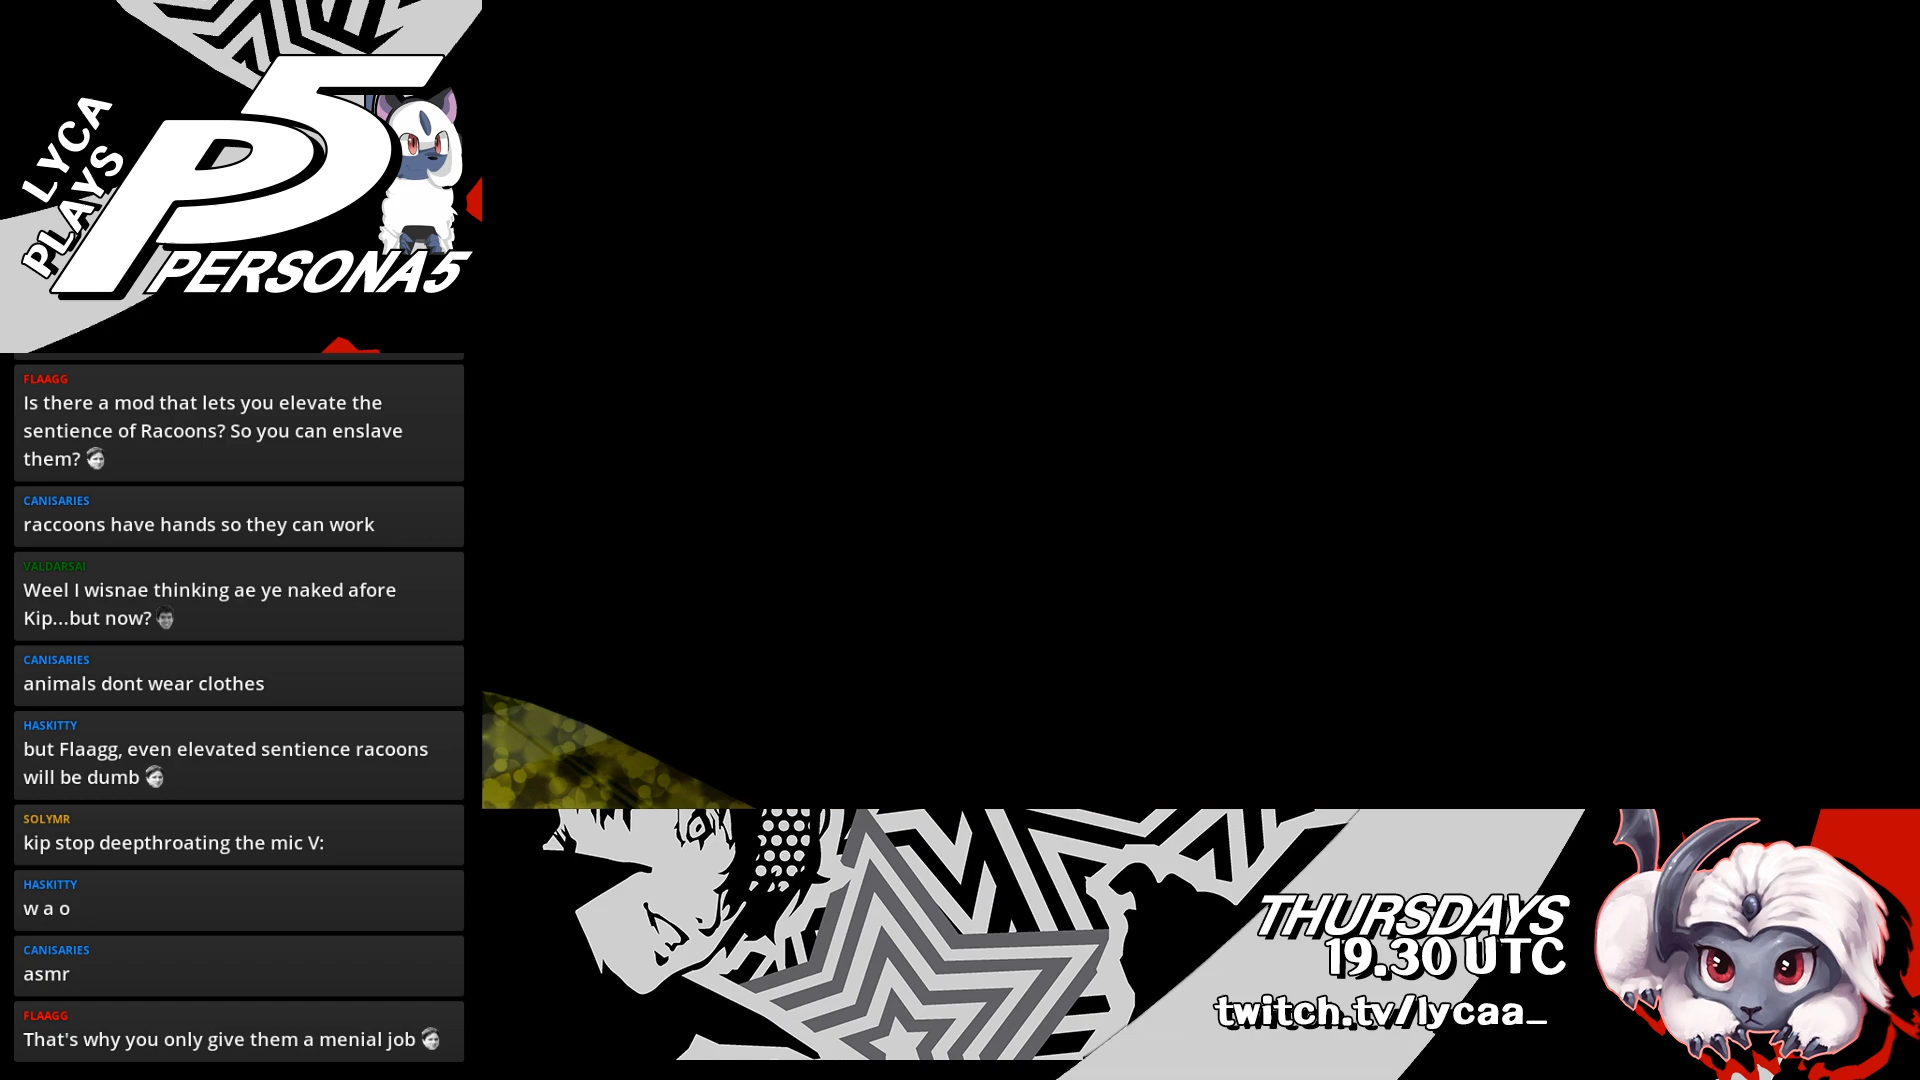 LYCA
PLAYS
P5
PERSONA5
FLAAGG
Is there a mod that lets you elevate the
sentience of Racoons? So you can enslave
them?
CANISARIES
raccoons have hands so they can work
VALDARSAI
Weel I wisnae thinking ae ye naked afore
Kip...but now?
CANISARIES
animals dont wear clothes
HASKITTY
but Flaagg, even elevated sentience racoons
will be dumb
SOLYMR
kip stop deepthroating the mic V:
HASKITTY
w a o
CANISARIES
asmr
FLAAGG
That's why you only give them a menial job
THURSDAYS
19.30 UTC
twitch.tv/lycaa_